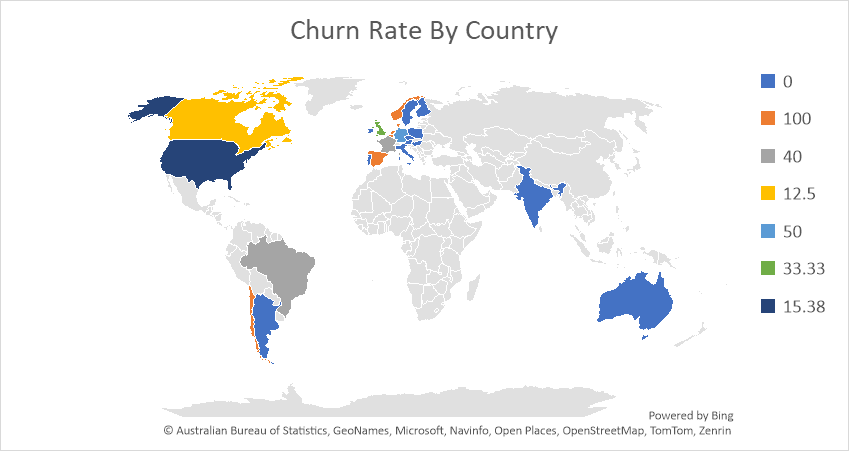 Churn Rate By Country
0
100
40
12.5
50
33.33
15.38
Powered by Bing
© Australian Bureau of Statistics, GeoNames, Microsoft, Navinfo, Open Places, OpenStreetMap, TomTom, Zenrin